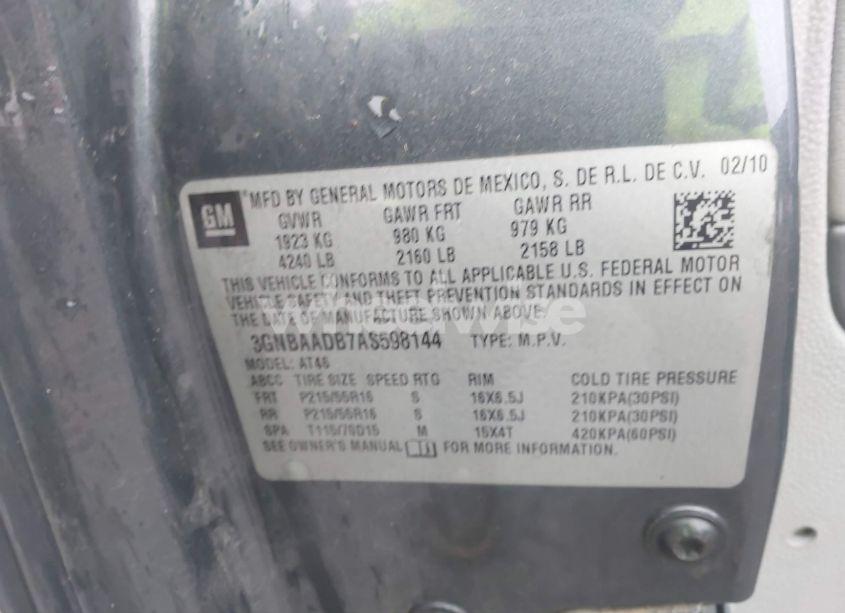 GM
*MFD BY GENERAL MOTORS DE MEXICO, S. DE R.L. DE C.V. 02/10
GVWR GAWR FRT GAWR RR
1923 KG 980 KG 979 KG
4240 LB 2160 LB 2158 LB
THIS VEHICLE CONFORMS TO ALL APPLICABLE U.S. FEDERAL MOTOR
VEHICLE SAFETY AND THEFT PREVENTION STANDARDS IN EFFECT ON
THE DATE OF MANUFACTURE SHOWN ABOVE.
3GNBAADB7AS598144 TYPE: M.P.V.
MODEL: AT46
ABCC TIRE SIZE SPEED RTG RIM COLD TIRE PRESSURE
FRT P215/55R16 S 16X6.5J 210KPA(30PSI)
RR P215/55R16 S 16X6.5J 210KPA(30PSI)
SPA T115/70D15 M 15X4T 420KPA(60PSI)
SEE OWNER'S MANUAL FOR MORE INFORMATION.